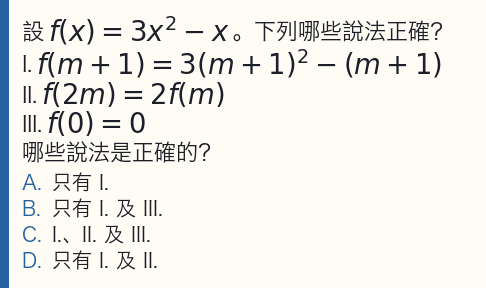 設 f(x) = 3x² − x。下列哪些說法正確?
I. f(m + 1) = 3(m + 1)² − (m + 1)
II. f(2m) = 2f(m)
III. f(0) = 0
哪些說法是正確的?
A. 只有 I.
B. 只有 I. 及 III.
C. I.、II. 及 III.
D. 只有 I. 及 II.